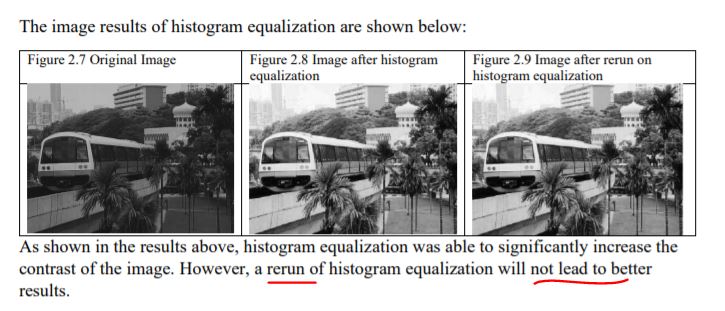 The image results of histogram equalization are shown below:
Figure 2.7 Original Image
Figure 2.8 Image after histogram
equalization
Figure 2.9 Image after rerun on
histogram equalization
As shown in the results above, histogram equalization was able to significantly increase the
contrast of the image. However, a rerun of histogram equalization will not lead to better
results.